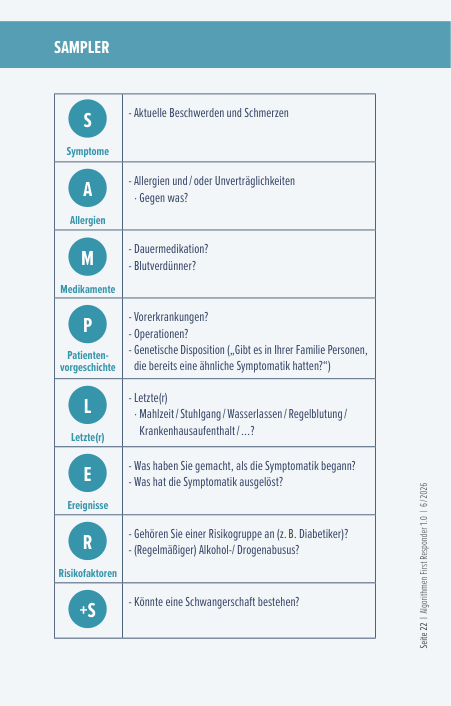 SAMPLER
S
Symptome
- Aktuelle Beschwerden und Schmerzen
A
Allergien
- Allergien und / oder Unverträglichkeiten
· Gegen was?
M
Medikamente
- Dauermedikation?
- Blutverdünner?
P
Patienten-
vorgeschichte
- Vorerkrankungen?
- Operationen?
- Genetische Disposition („Gibt es in Ihrer Familie Personen,
die bereits eine ähnliche Symptomatik hatten?“)
L
Letzte(r)
- Letzte(r)
· Mahlzeit / Stuhlgang / Wasserlassen / Regelblutung /
Krankenhausaufenthalt / ...?
E
Ereignisse
- Was haben Sie gemacht, als die Symptomatik begann?
- Was hat die Symptomatik ausgelöst?
R
Risikofaktoren
- Gehören Sie einer Risikogruppe an (z. B. Diabetiker)?
- (Regelmäßiger) Alkohol-/ Drogenabusus?
+S
- Könnte eine Schwangerschaft bestehen?
Seite 22 | Algorithmen First Responder 1.0 | 6/2026